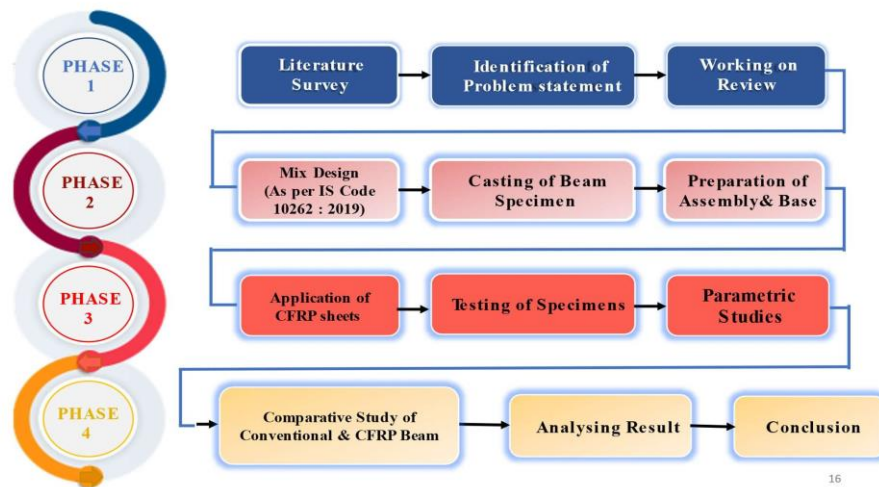 PHASE
1
Literature
Survey
Identification of
Problem statement
Working on
Review
PHASE
2
Mix Design
(As per IS Code
10262 : 2019)
Casting of Beam
Specimen
Preparation of
Assembly& Base
PHASE
3
Application of
CFRP sheets
Testing of Specimens
Parametric
Studies
PHASE
4
Comparative Study of
Conventional & CFRP Beam
Analysing Result
Conclusion
16